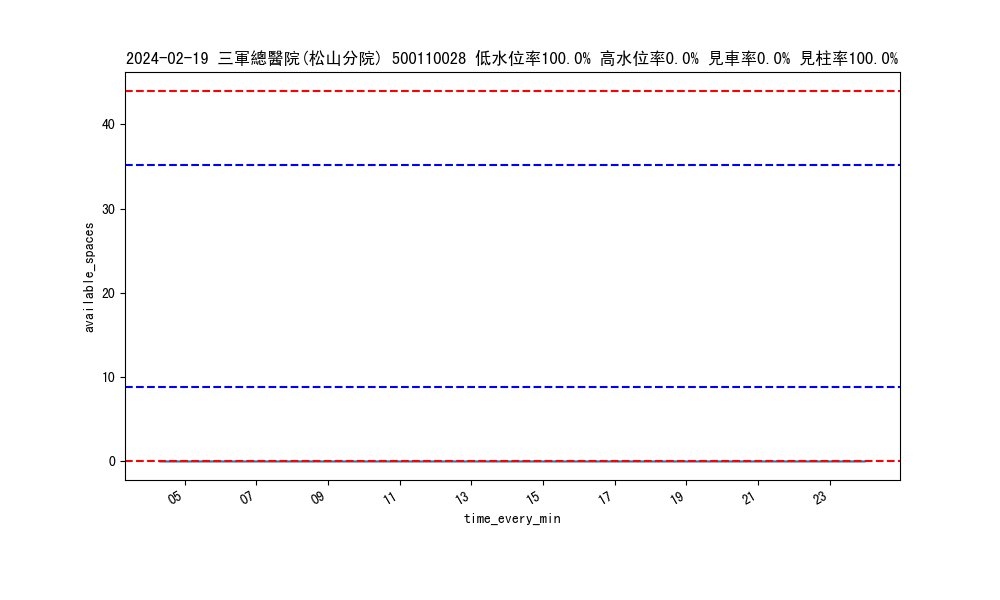 2024-02-19 三軍總醫院(松山分院) 500110028 低水位率100.0% 高水位率0.0% 見車率0.0% 見柱率100.0%
available_spaces
40
30
20
10
0
05 07 09 11 13 15 17 19 21 23
time_every_min